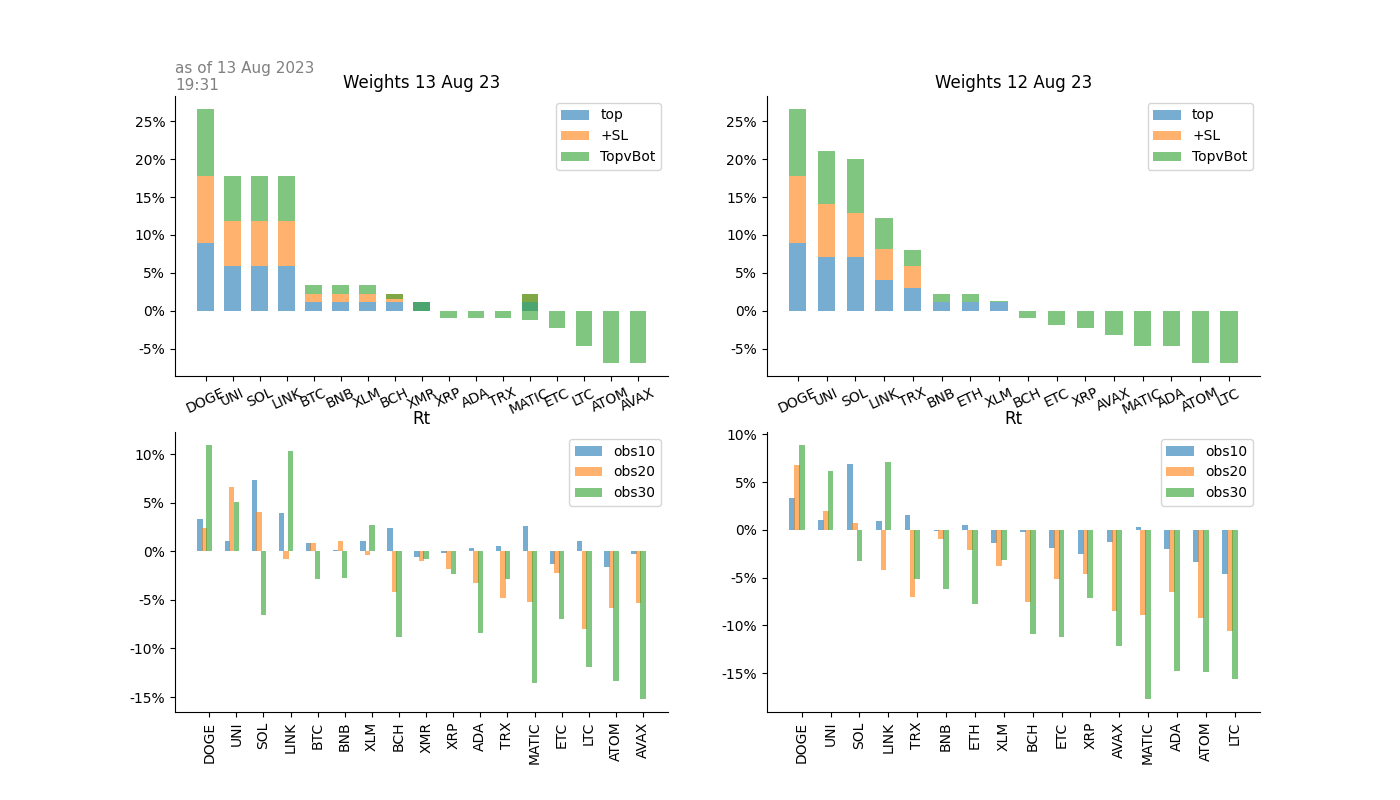 as of 13 Aug 2023
19:31
Weights 13 Aug 23
25%
20%
15%
10%
5%
0%
-5%
top
+SL
TopvBot
DOGE UNI SOL LINK BTC BNB XLM BCH XMR XRP ADA TRX MATIC ETC LTC ATOM AVAX
Weights 12 Aug 23
25%
20%
15%
10%
5%
0%
-5%
top
+SL
TopvBot
DOGE UNI SOL LINK TRX BNB ETH XLM BCH ETC XRP AVAX MATIC ADA ATOM LTC
Rt
10%
5%
0%
-5%
-10%
-15%
obs10
obs20
obs30
DOGE UNI SOL LINK BTC BNB XLM BCH XMR XRP ADA TRX MATIC ETC LTC ATOM AVAX
Rt
10%
5%
0%
-5%
-10%
-15%
obs10
obs20
obs30
DOGE UNI SOL LINK TRX BNB ETH XLM BCH ETC XRP AVAX MATIC ADA ATOM LTC